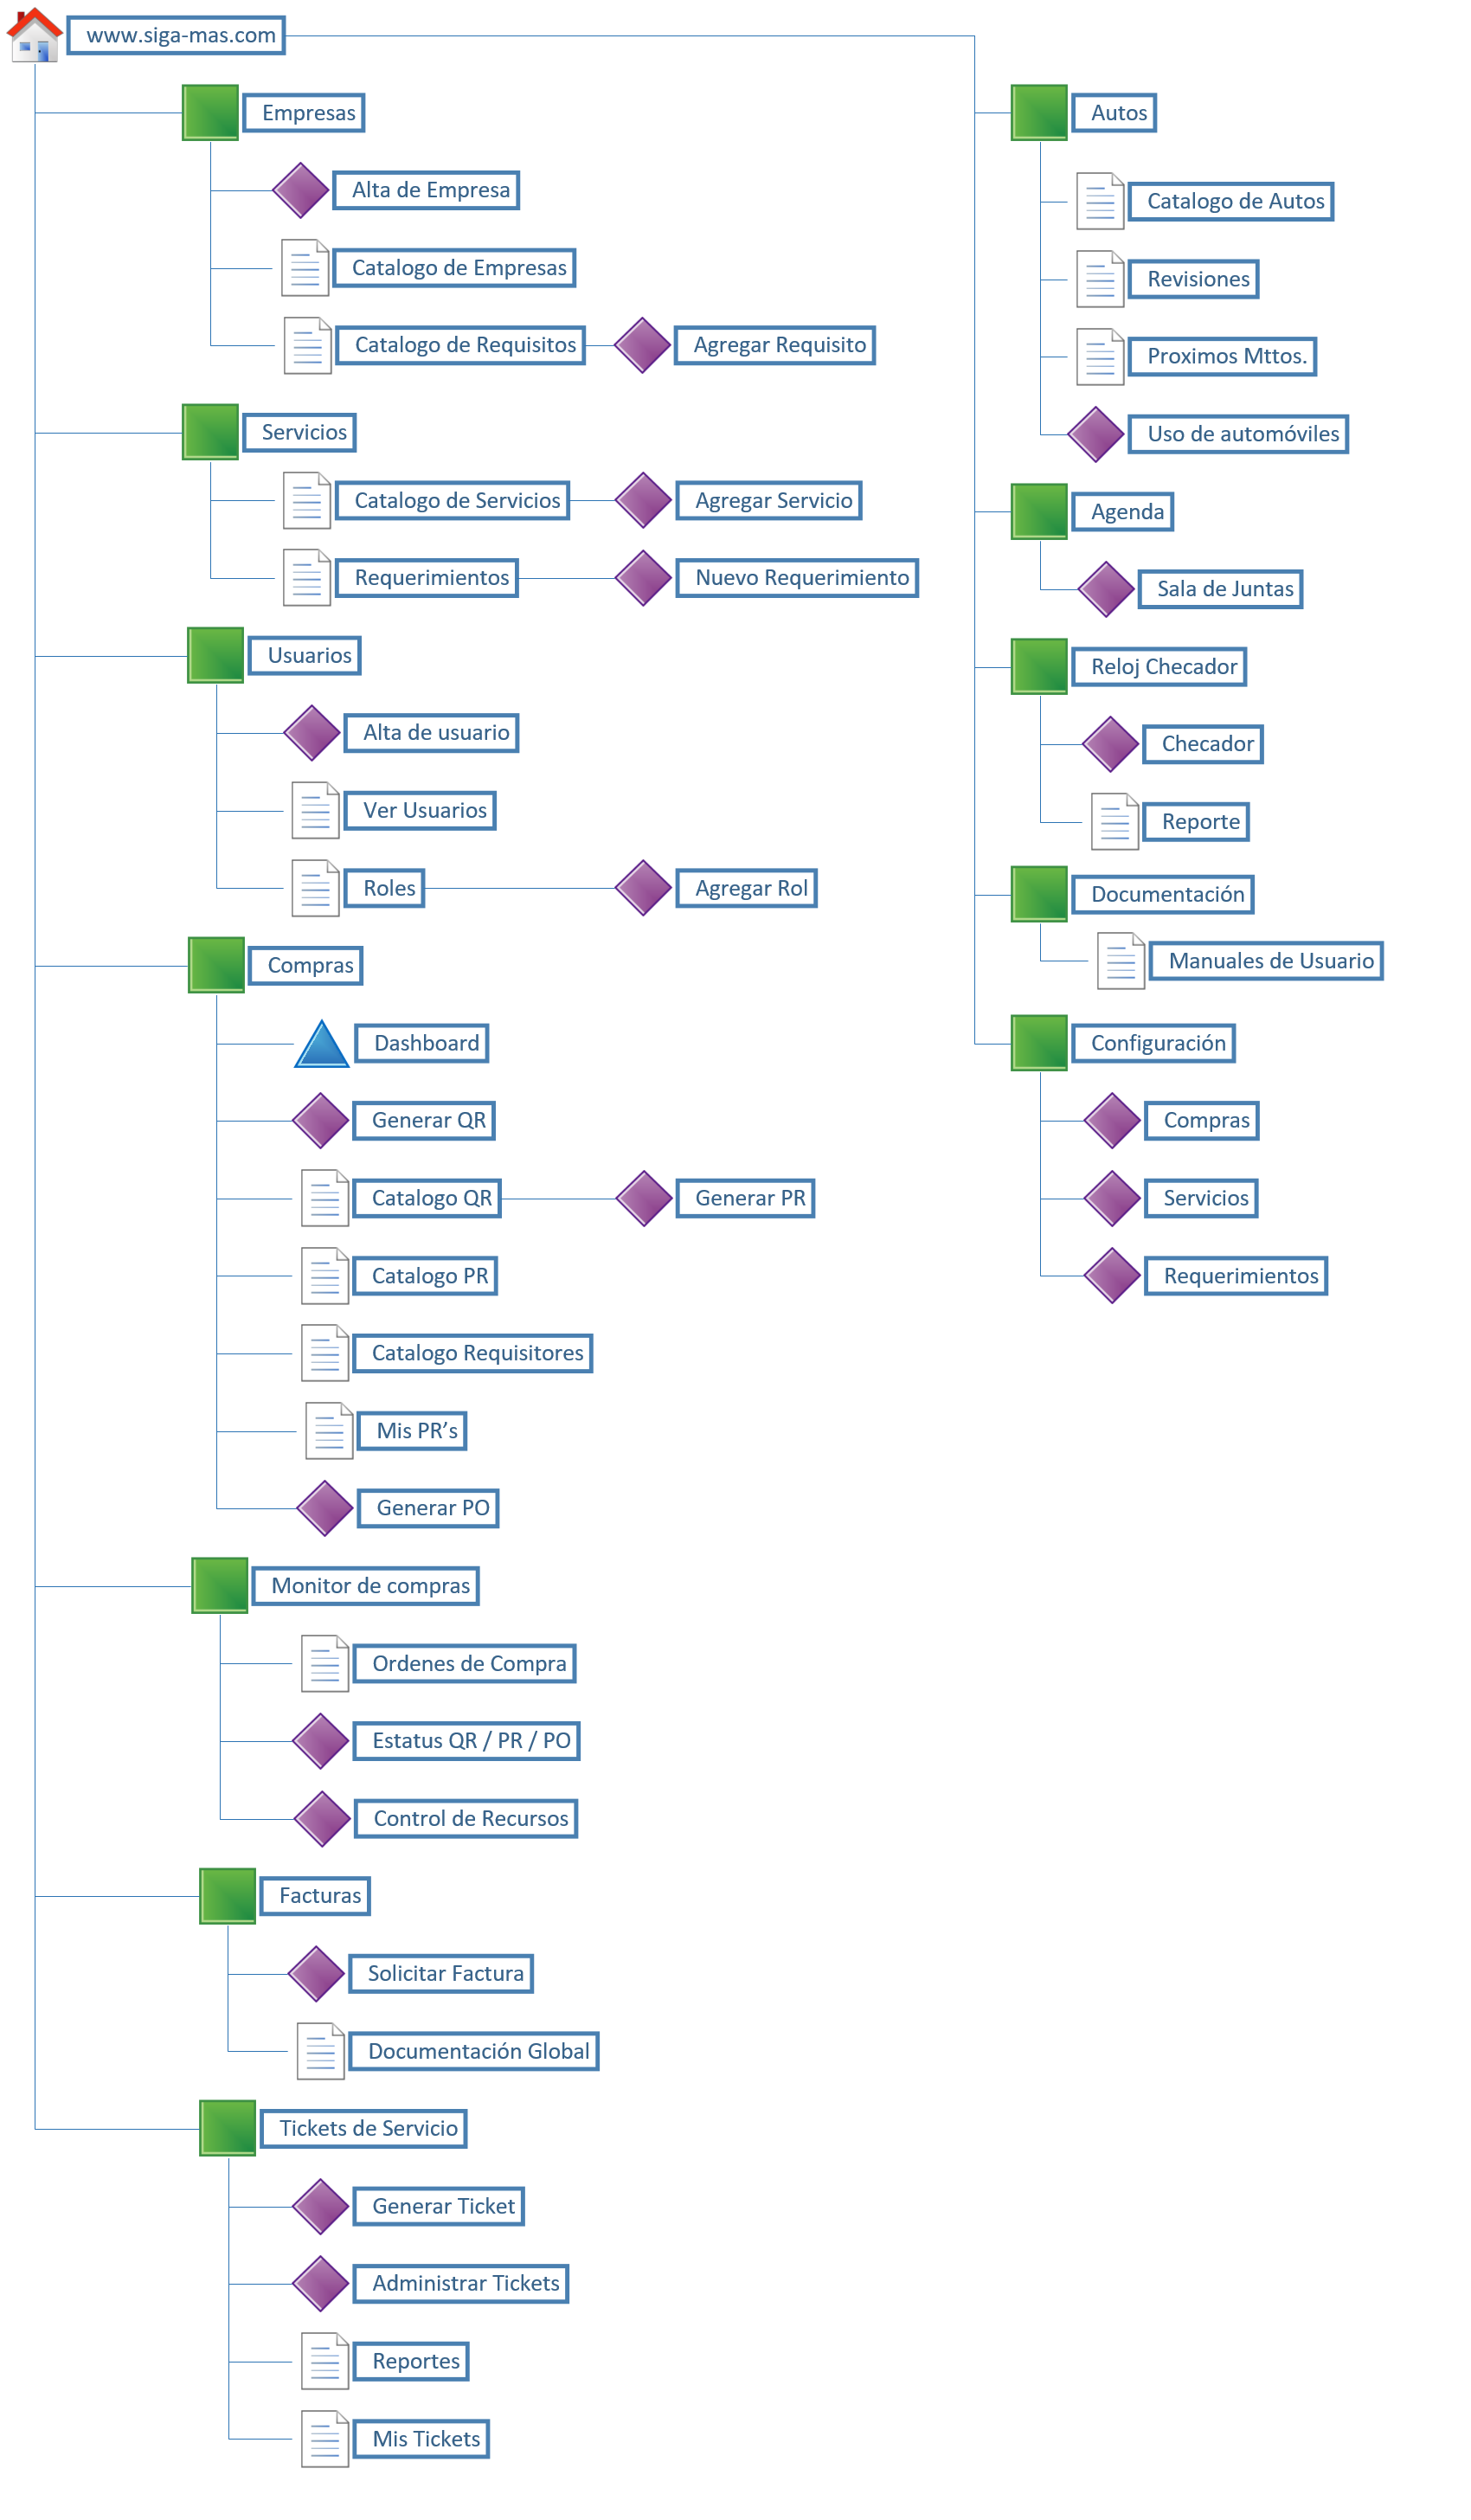 www.siga-mas.com
Empresas
Alta de Empresa
Catalogo de Empresas
Catalogo de Requisitos
Agregar Requisito
Servicios
Catalogo de Servicios
Agregar Servicio
Requerimientos
Nuevo Requerimiento
Usuarios
Alta de usuario
Ver Usuarios
Roles
Agregar Rol
Compras
Dashboard
Generar QR
Catalogo QR
Generar PR
Catalogo PR
Catalogo Requisitores
Mis PR’s
Generar PO
Monitor de compras
Ordenes de Compra
Estatus QR / PR / PO
Control de Recursos
Facturas
Solicitar Factura
Documentación Global
Tickets de Servicio
Generar Ticket
Administrar Tickets
Reportes
Mis Tickets
Autos
Catalogo de Autos
Revisiones
Proximos Mttos.
Uso de automóviles
Agenda
Sala de Juntas
Reloj Checador
Checador
Reporte
Documentación
Manuales de Usuario
Configuración
Compras
Servicios
Requerimientos